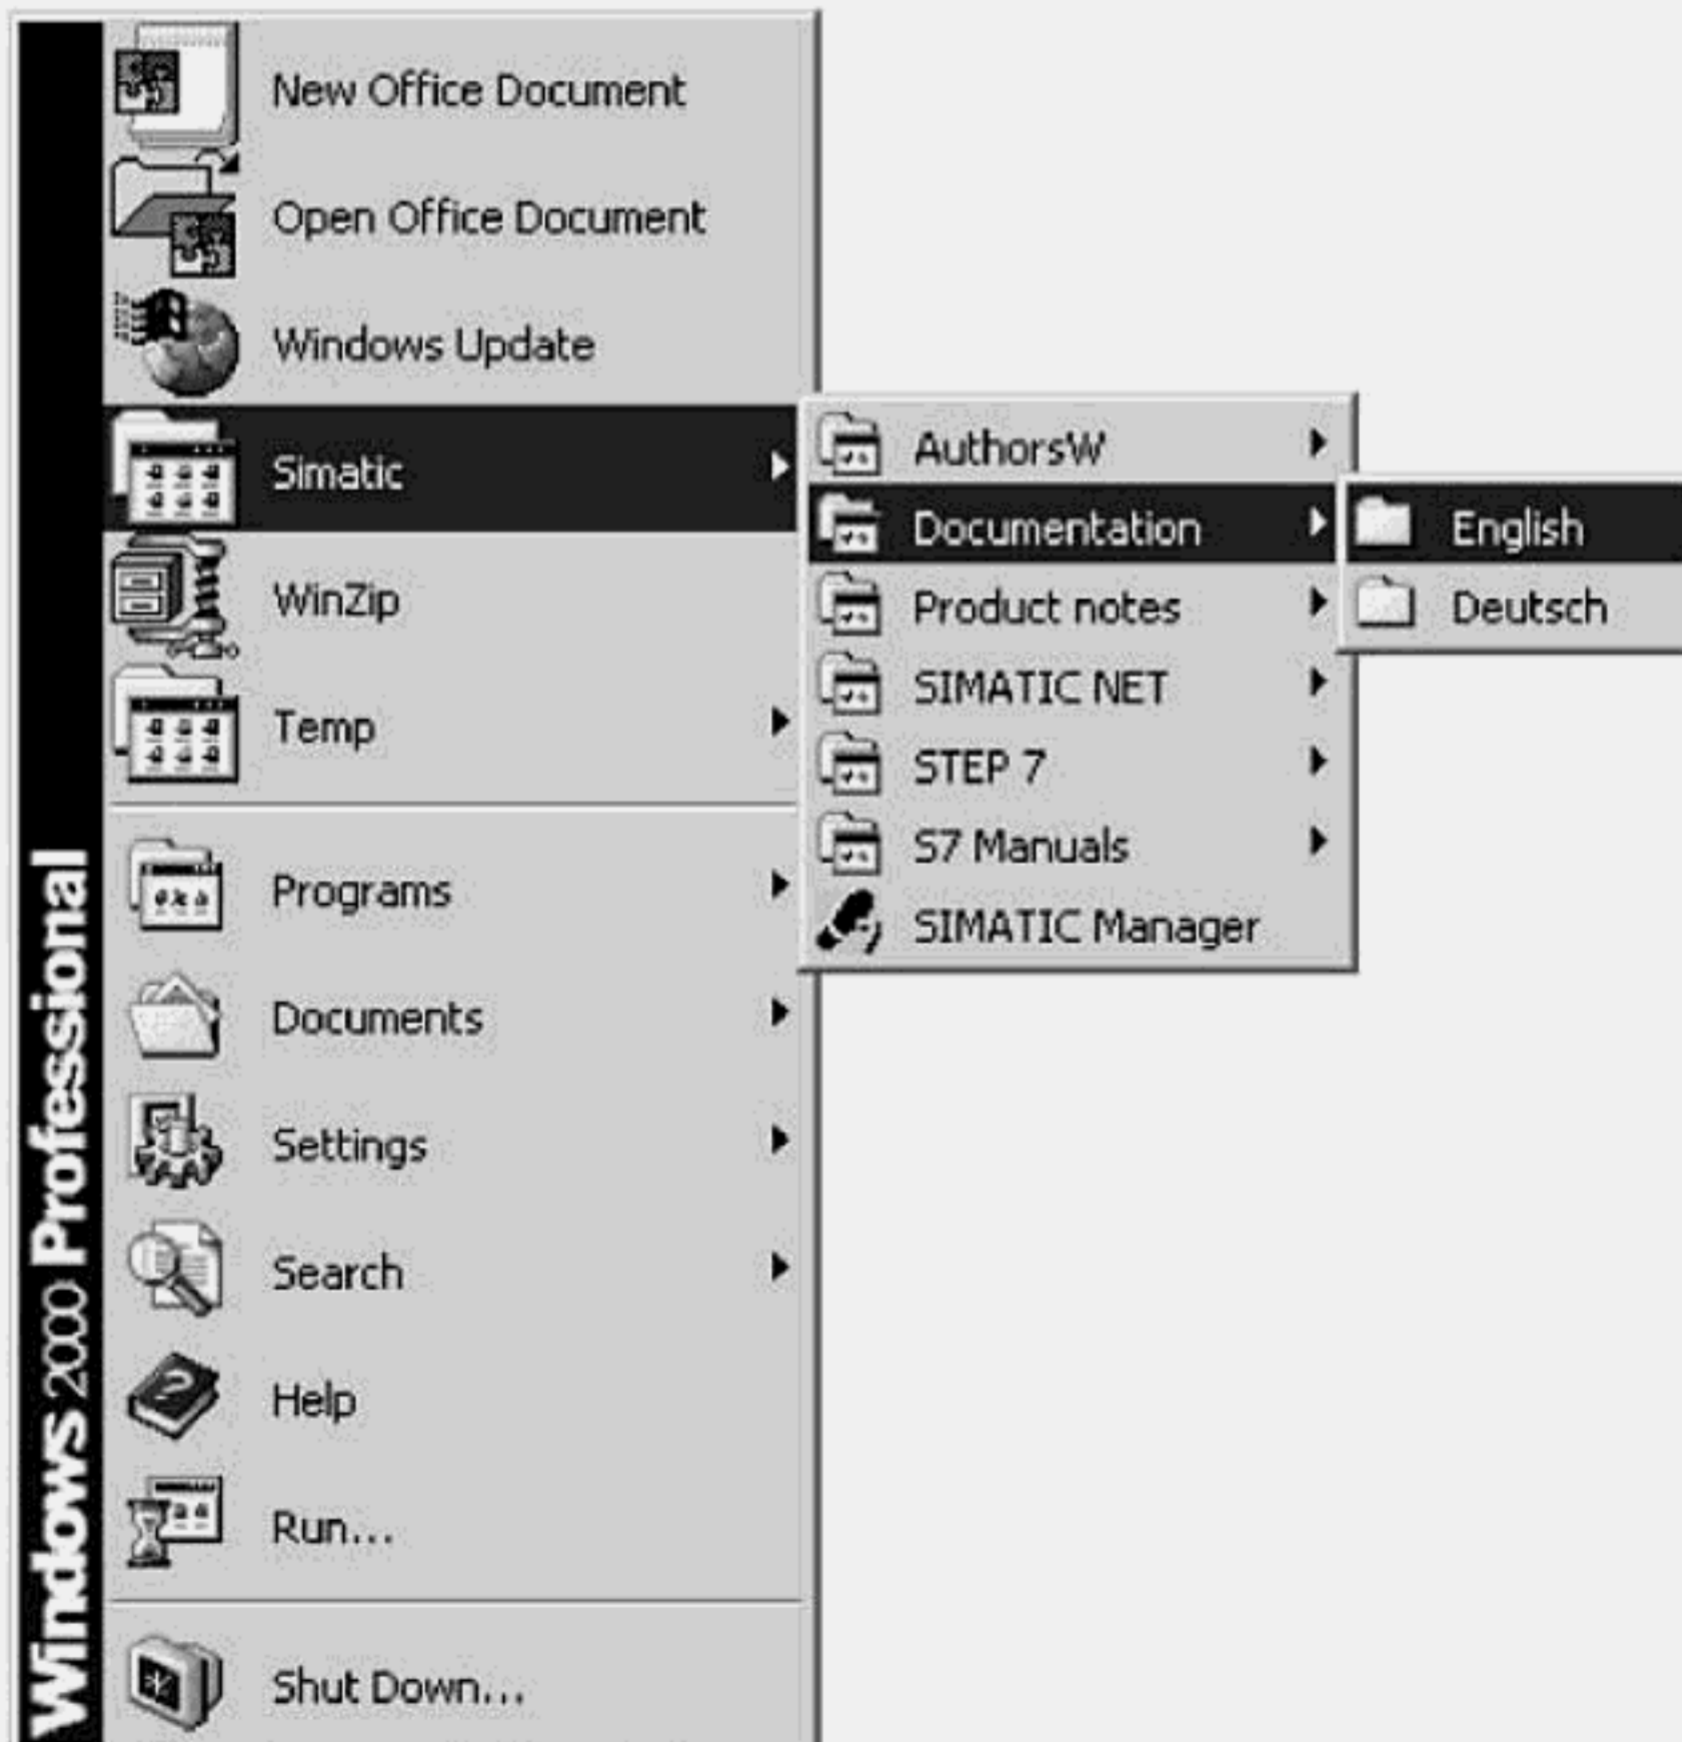 New Office Document
Open Office Document
Windows Update
Simatic
WinZip
Temp
Programs
Documents
Settings
Search
Help
Run...
Shut Down...
Windows 2000 Professional
AuthorsW
Documentation
Product notes
SIMATIC NET
STEP 7
S7 Manuals
SIMATIC Manager
English
Deutsch